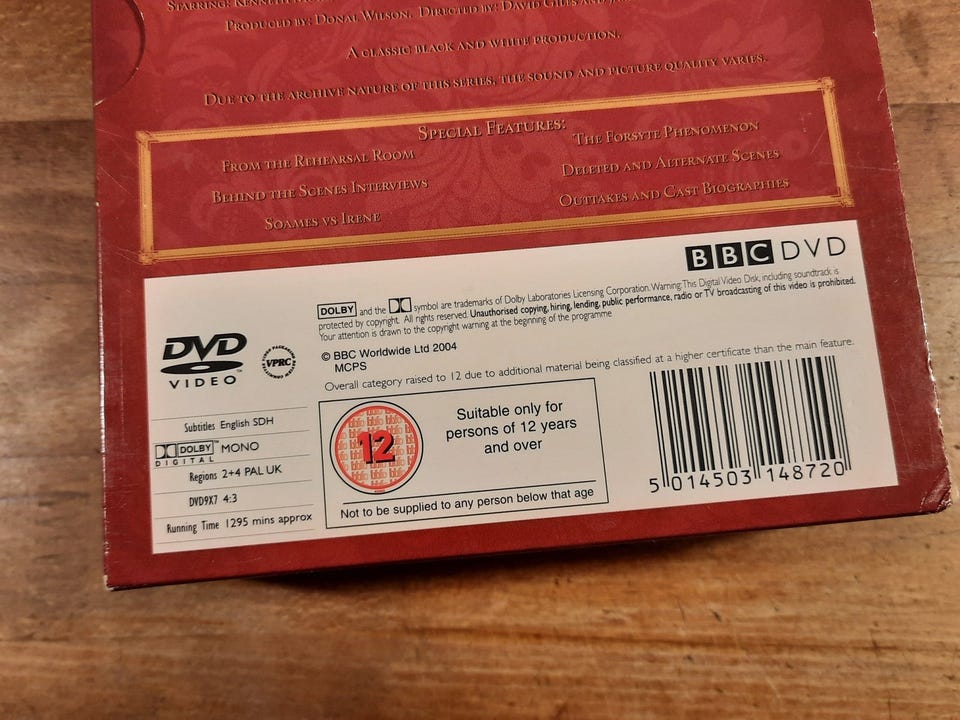 Starring: Kenneth
Produced by: Donal Wilson. Directed by: David Giles and
A classic black and white production.
Due to the archive nature of this series, the sound and picture quality varies.
Special Features:
From the Rehearsal Room
Behind the Scenes Interviews
Soames vs Irene
The Forsyte Phenomenon
Deleted and Alternate Scenes
Outtakes and Cast Biographies
BBC DVD
DOLBY and the symbol are trademarks of Dolby Laboratories Licensing Corporation. Warning: This Digital Video Disk, including soundtrack is
protected by copyright. All rights reserved. Unauthorised copying, hiring, lending, public performance, radio or TV broadcasting of this video is prohibited.
Your attention is drawn to the copyright warning at the beginning of the programme
© BBC Worldwide Ltd 2004
MCPS
Overall category raised to 12 due to additional material being classified at a higher certificate than the main feature.
DVD
VIDEO
VPRC
Subtitles English SDH
DOLBY MONO
DIGITAL
Regions 2+4 PAL UK
DVD9X7 4:3
Running Time 1295 mins approx
12
Suitable only for
persons of 12 years
and over
Not to be supplied to any person below that age
5 014503 148720